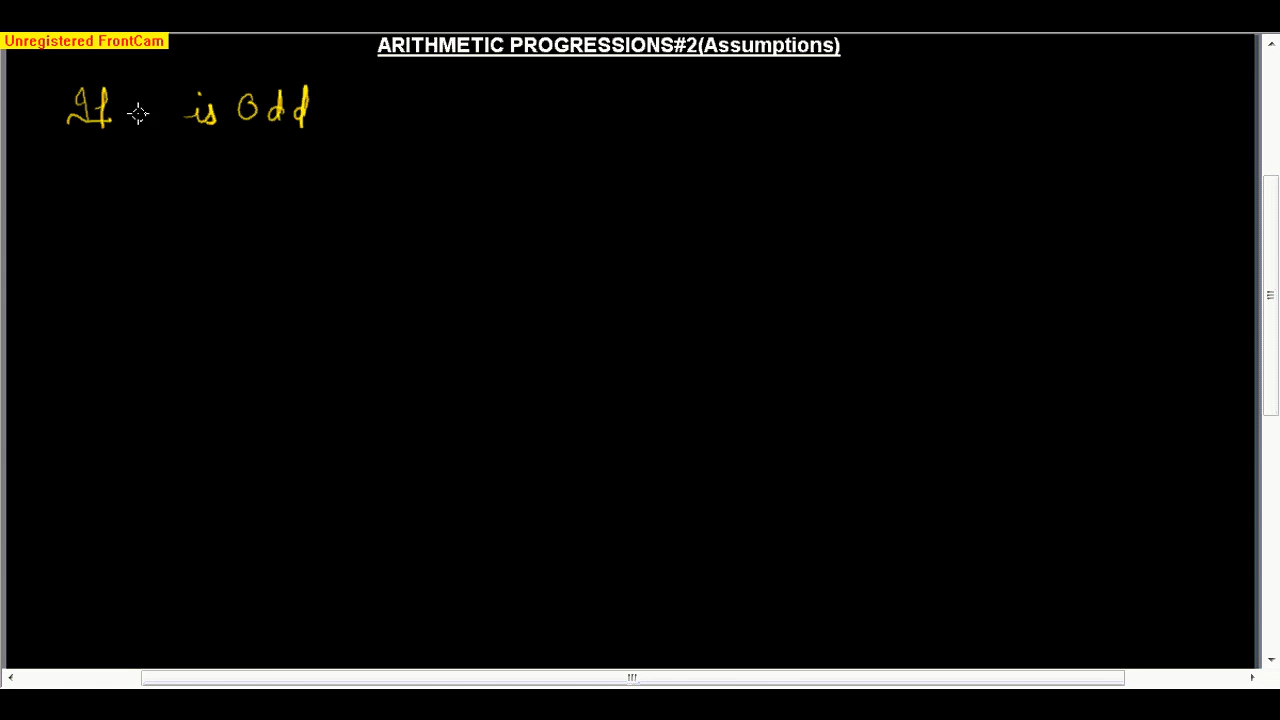 Unregistered FrontCam
ARITHMETIC PROGRESSIONS#2(Assumptions)
If is Odd